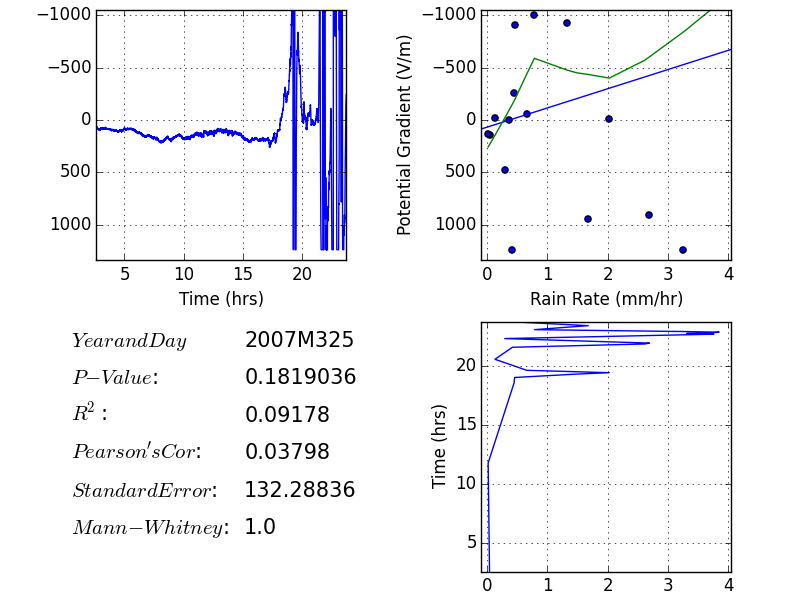 −1000
−500
0
500
1000
5
10
15
20
Time (hrs)
Potential Gradient (V/m)
−1000
−500
0
500
1000
0
1
2
3
4
Rain Rate (mm/hr)
YearandDay 2007M325
P−Value: 0.1819036
R²: 0.09178
Pearson'sCor: 0.03798
StandardError: 132.28836
Mann−Whitney: 1.0
Time (hrs)
20
15
10
5
0
1
2
3
4